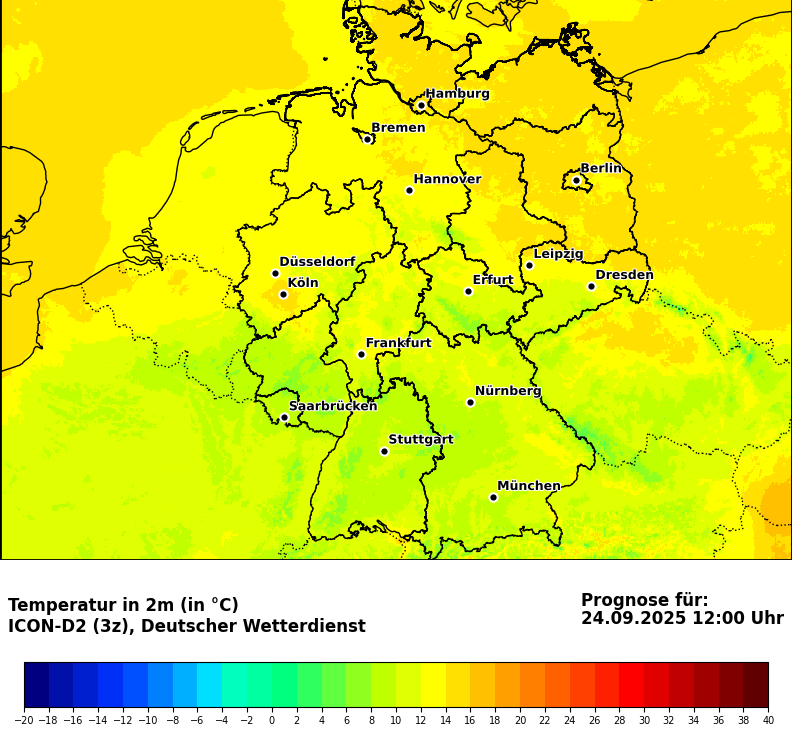 Hamburg
Bremen
Berlin
Hannover
Leipzig
Düsseldorf
Dresden
Köln
Erfurt
Frankfurt
Nürnberg
Saarbrücken
Stuttgart
München
Temperatur in 2m (in °C)
ICON-D2 (3z), Deutscher Wetterdienst
Prognose für:
24.09.2025 12:00 Uhr
−20 −18 −16 −14 −12 −10 −8 −6 −4 −2 0 2 4 6 8 10 12 14 16 18 20 22 24 26 28 30 32 34 36 38 40